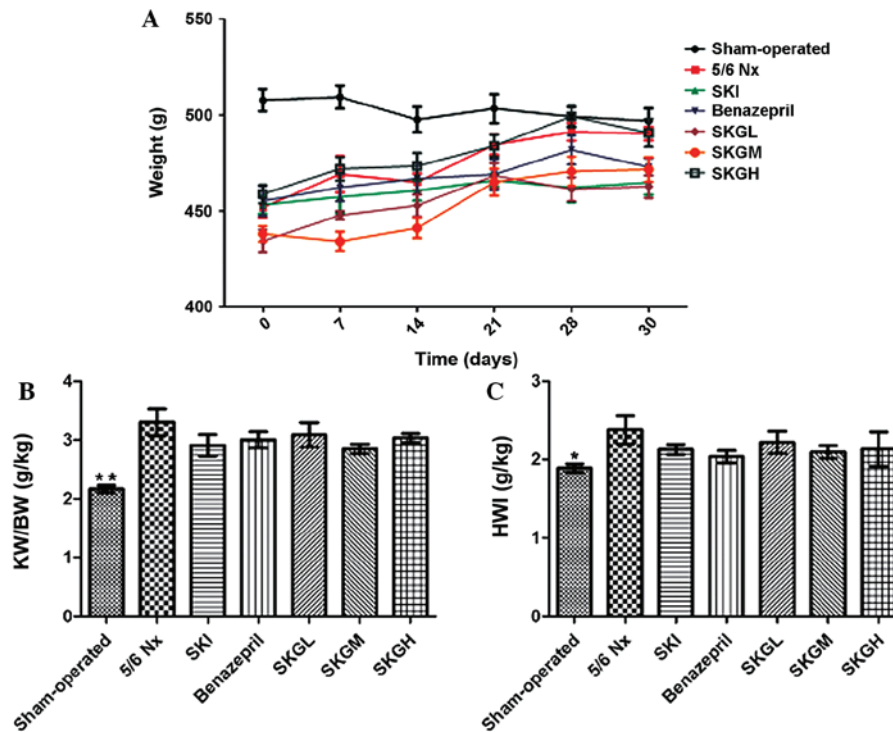 A
550
500
450
400
Weight (g)
0 7 14 21 28 30
Time (days)
Sham-operated
5/6 Nx
SKI
Benazepril
SKGL
SKGM
SKGH
B
4
3
2
1
0
KW/BW (g/kg)
**
Sham-operated 5/6 Nx SKI Benazepril SKGL SKGM SKGH
C
3
2
1
0
HWI (g/kg)
*
Sham-operated 5/6 Nx SKI Benazepril SKGL SKGM SKGH